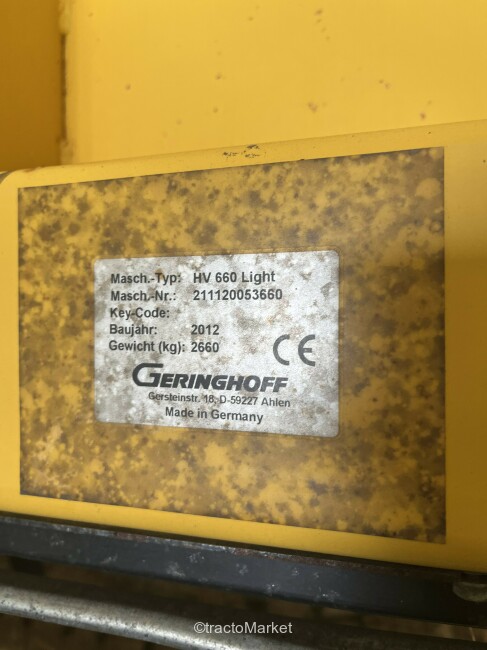 Masch.-Typ: HV 660 Light
Masch.-Nr.: 211120053660
Key-Code:
Baujahr: 2012
Gewicht (kg): 2660
CE
GERINGHOFF
Gersteinstr. 18, D-59227 Ahlen
Made in Germany
©tractoMarket